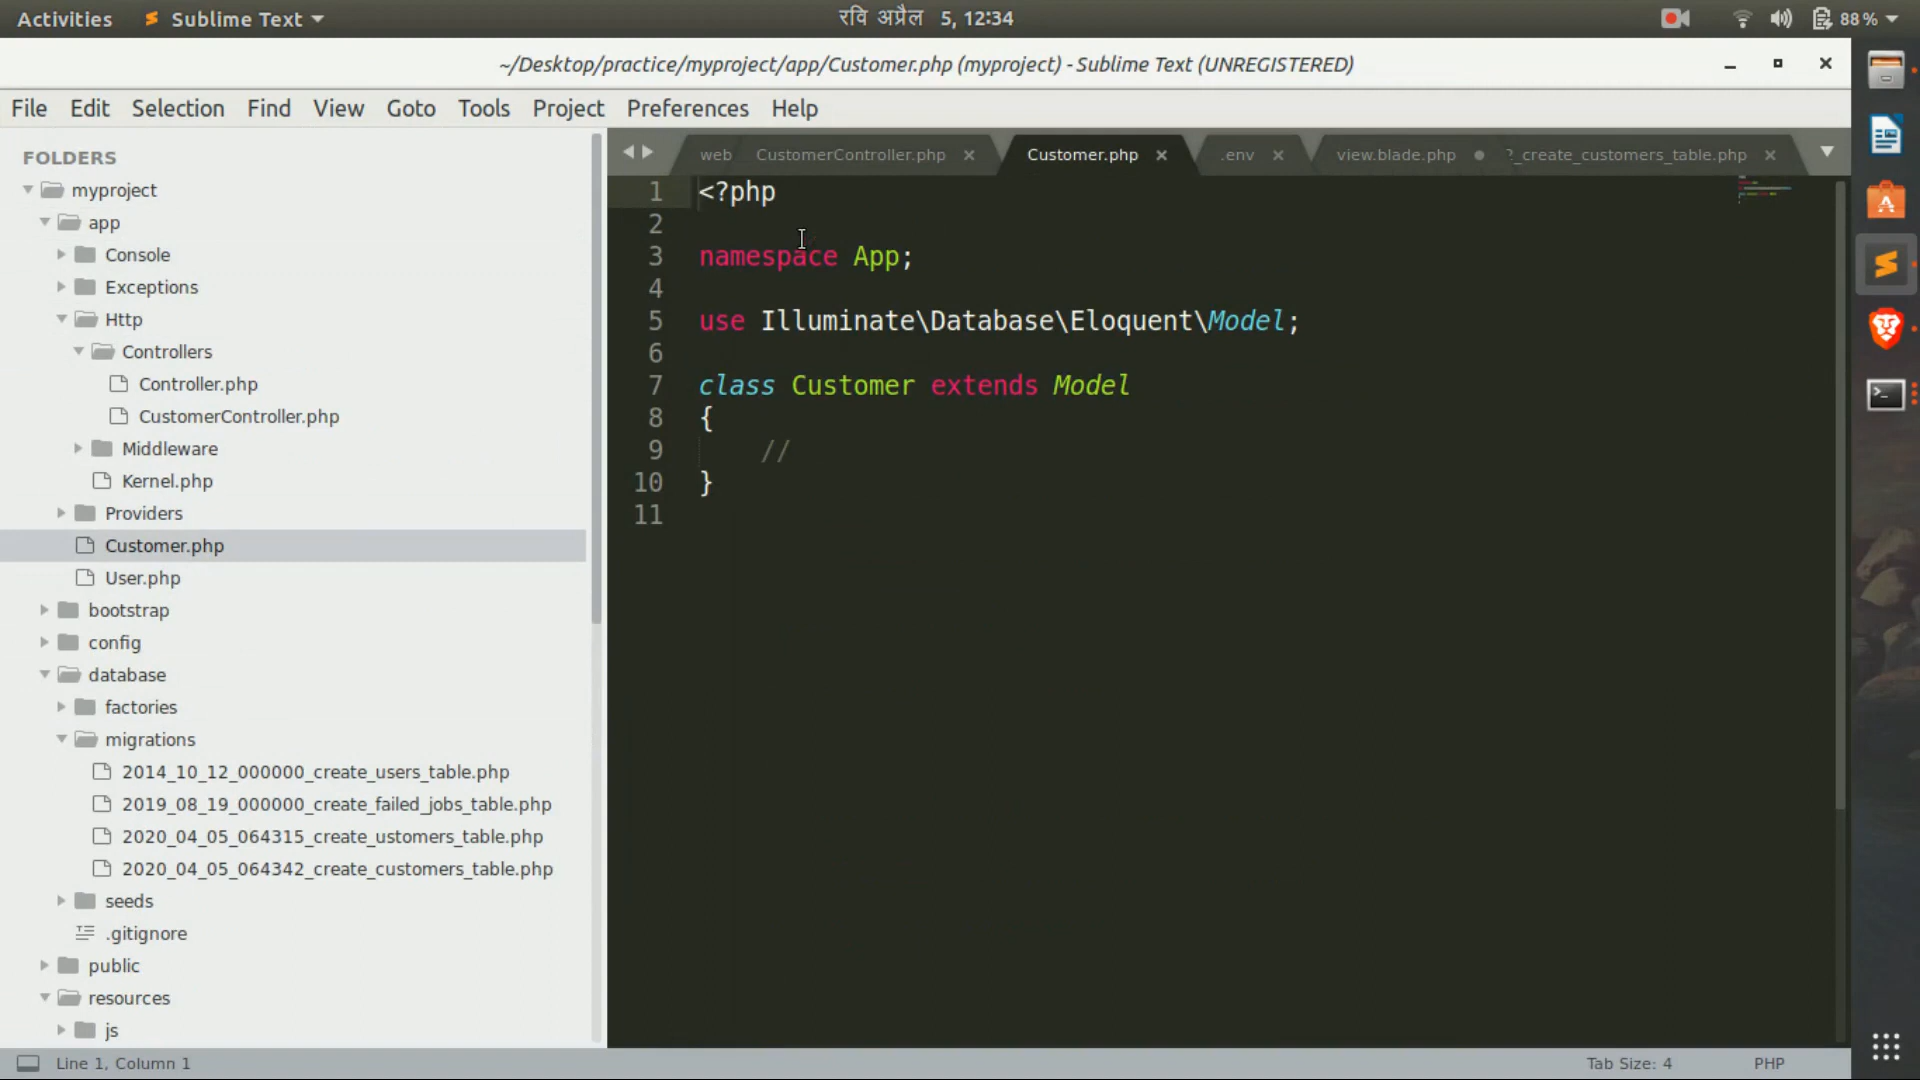 Activities
Sublime Text
रवि अप्रैल 5, 12:34
88 %
~/Desktop/practice/myproject/app/Customer.php (myproject) - Sublime Text (UNREGISTERED)
File Edit Selection Find View Goto Tools Project Preferences Help
FOLDERS
myproject
app
Console
Exceptions
Http
Controllers
Controller.php
CustomerController.php
Middleware
Kernel.php
Providers
Customer.php
User.php
bootstrap
config
database
factories
migrations
2014_10_12_000000_create_users_table.php
2019_08_19_000000_create_failed_jobs_table.php
2020_04_05_064315_create_ustomers_table.php
2020_04_05_064342_create_customers_table.php
seeds
.gitignore
public
resources
js
web CustomerController.php Customer.php .env view.blade.php _create_customers_table.php
1 <?php
2
3 namespace App;
4
5 use Illuminate\Database\Eloquent\Model;
6
7 class Customer extends Model
8 {
9 //
10 }
11
Line 1, Column 1
Tab Size: 4
PHP